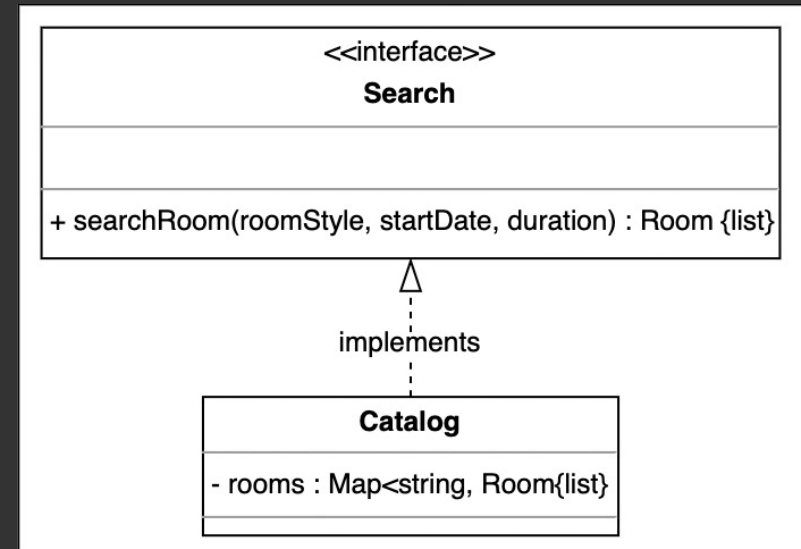 <<interface>>
Search
+ searchRoom(roomStyle, startDate, duration) : Room {list}
implements
Catalog
- rooms : Map<string, Room{list}